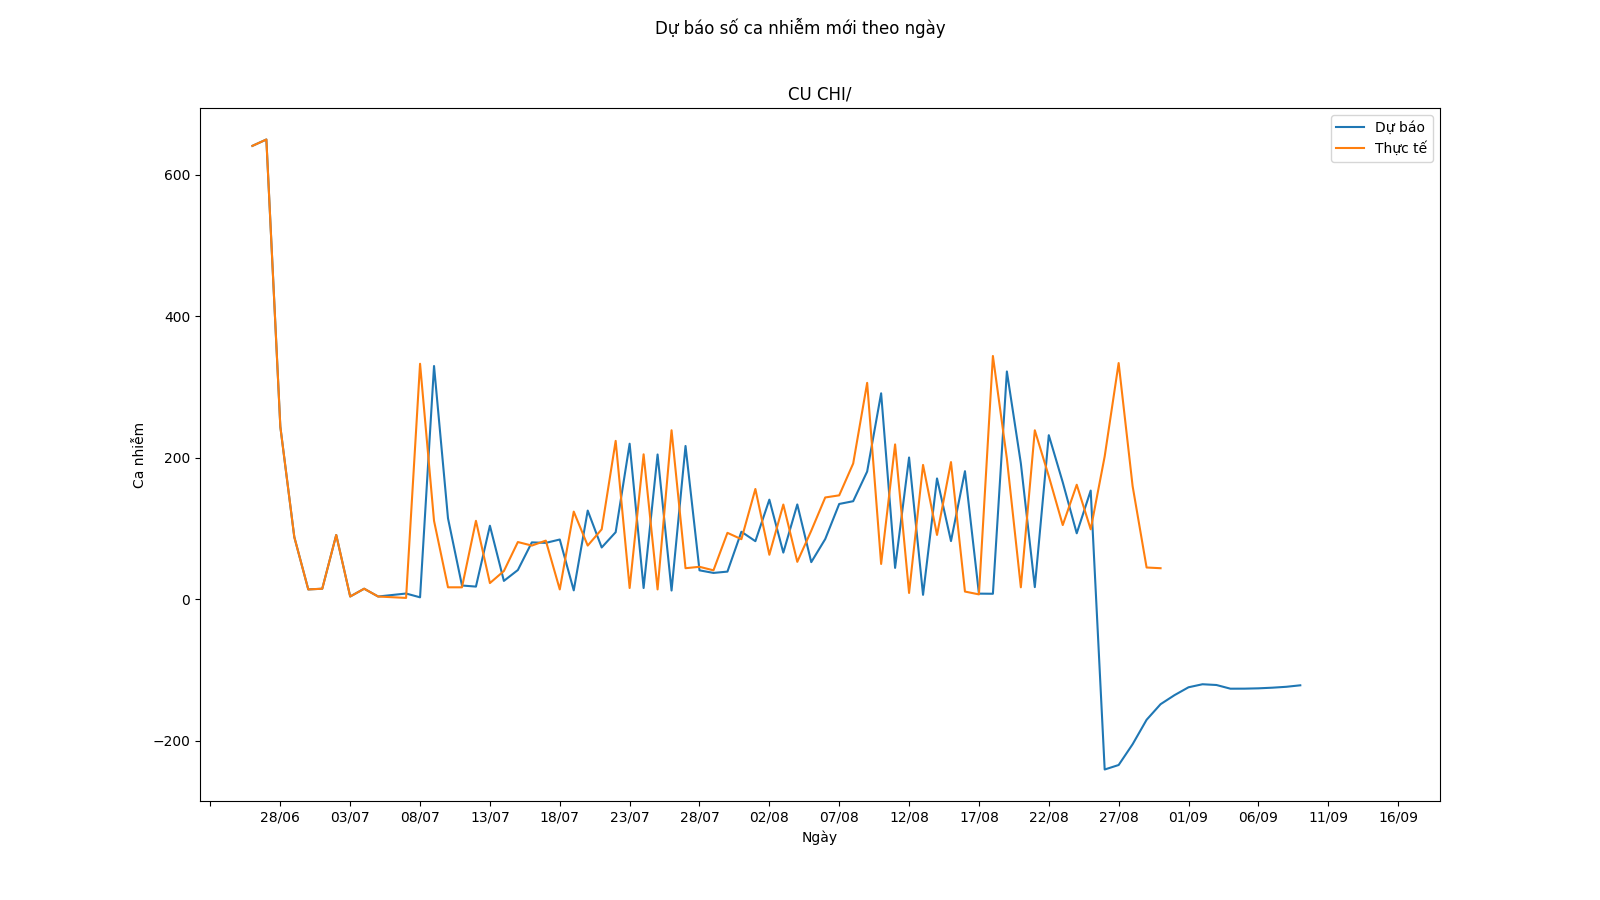 Dự báo số ca nhiễm mới theo ngày
CU CHI/
Dự báo
Thực tế
600
400
200
0
−200
Ca nhiễm
28/06 03/07 08/07 13/07 18/07 23/07 28/07 02/08 07/08 12/08 17/08 22/08 27/08 01/09 06/09 11/09 16/09
Ngày